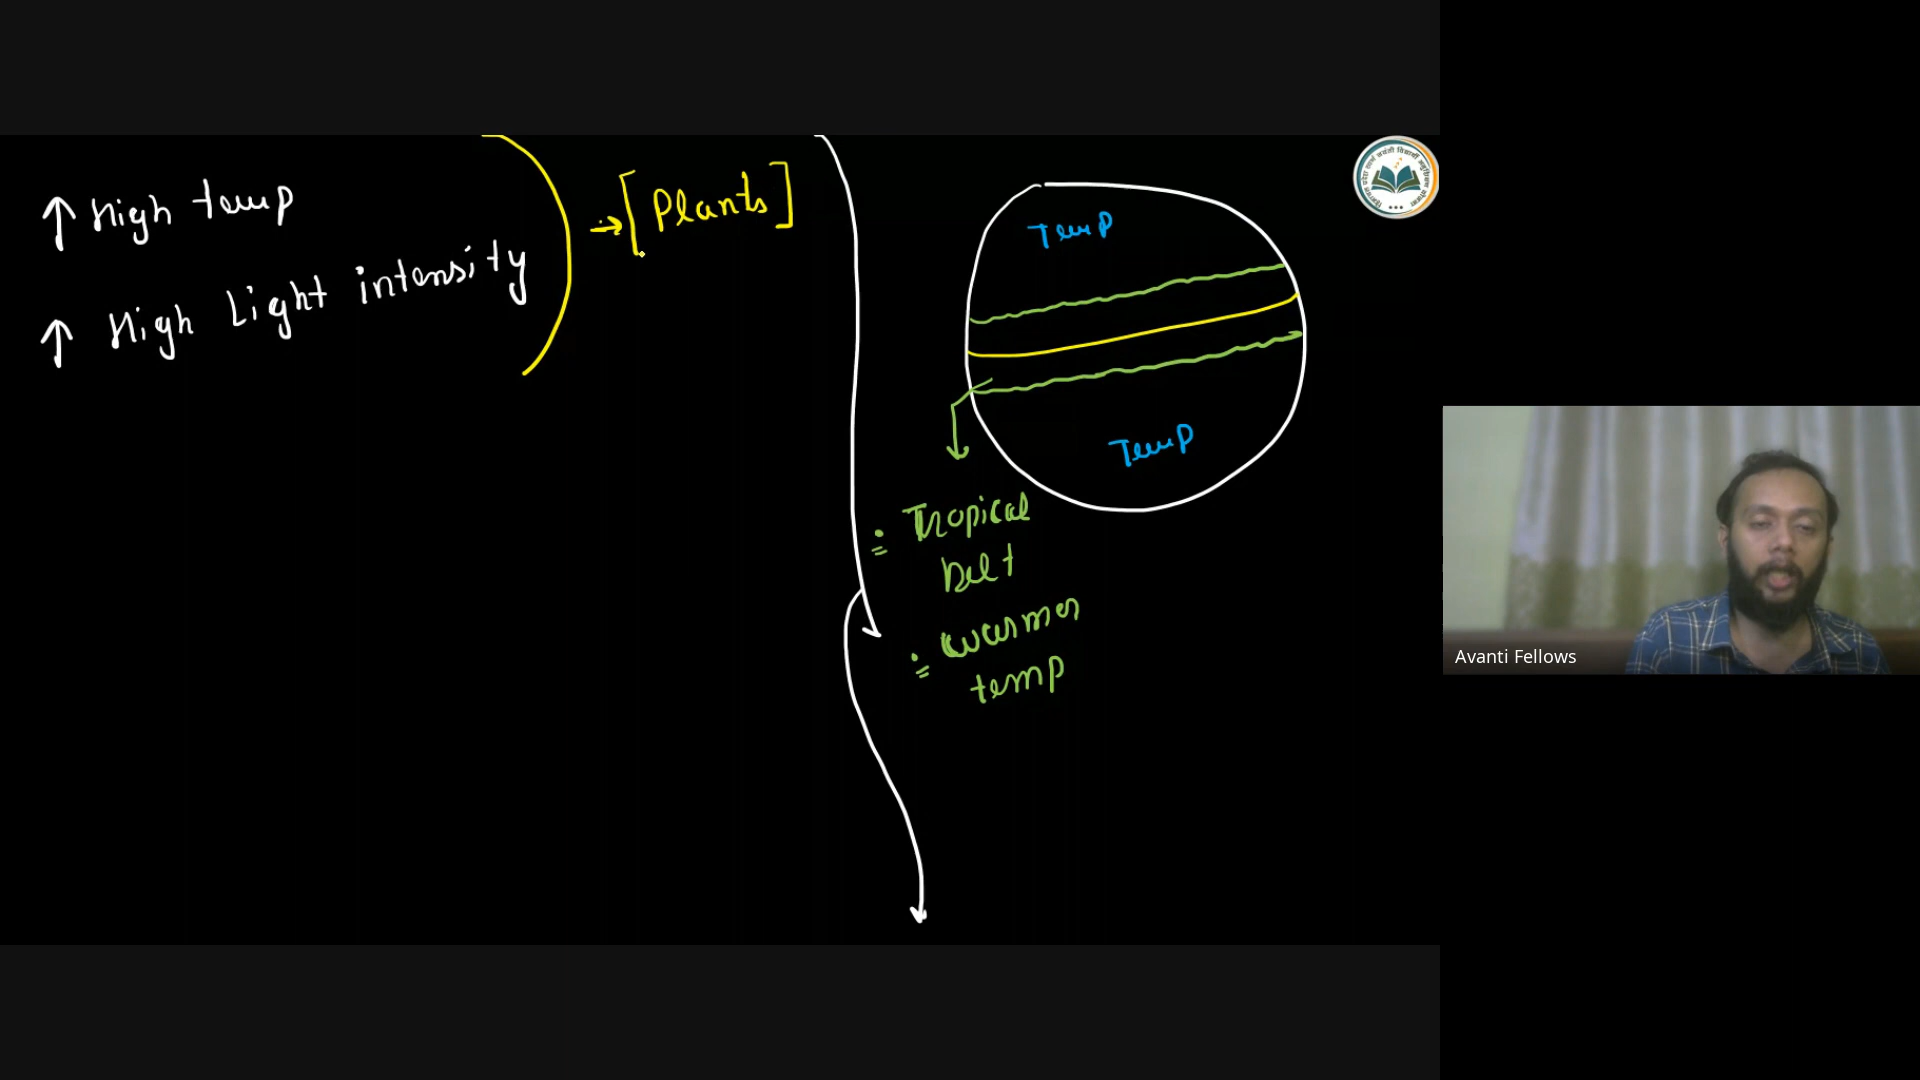 ↑ High temp
↑ High Light intensity
→ [Plants]
Temp
Temp
Tropical
belt
warmer
temp
Avanti Fellows